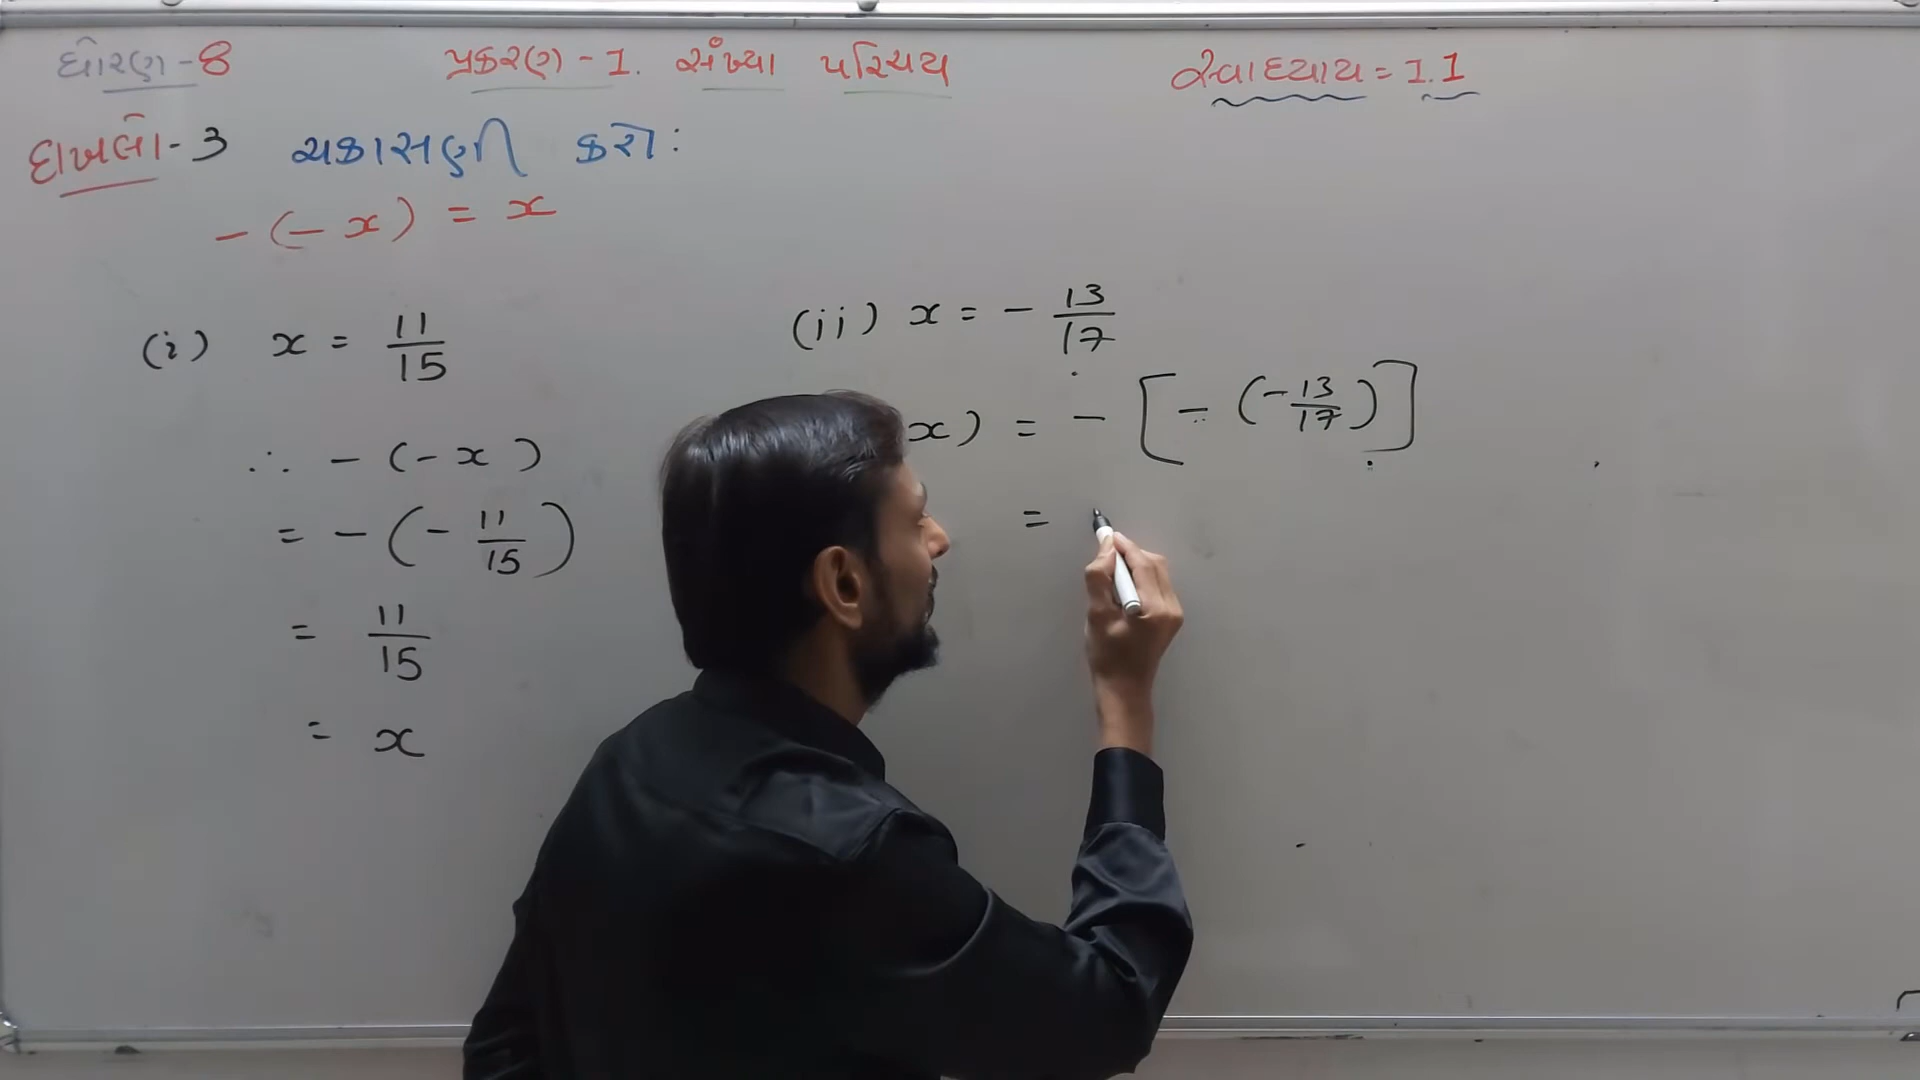 ધોરણ - 8
પ્રકરણ - 1. સંખ્યા પરિચય
સ્વાધ્યાય = 1.1
દાખલો - 3 ચકાસણી કરો:
- (- x) = x
(i) x = 11/15
∴ - (- x)
= - (- 11/15)
= 11/15
= x
(ii) x = - 13/17
x) = - [ - (- 13/17) ]
=